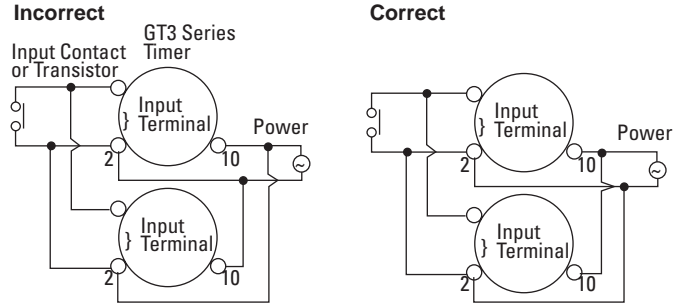 Incorrect
GT3 Series
Timer
Input Contact
or Transistor
Input
} Terminal
Power
2
10
~
Input
} Terminal
2
10
Correct
Input
} Terminal
Power
2
10
~
Input
} Terminal
2
10